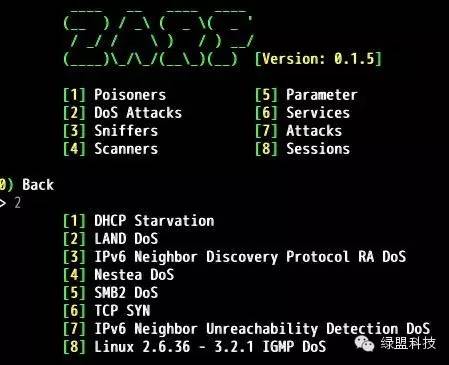 ZARP [Version: 0.1.5]
[1] Poisoners [5] Parameter
[2] DoS Attacks [6] Services
[3] Sniffers [7] Attacks
[4] Scanners [8] Sessions
0) Back
> 2
[1] DHCP Starvation
[2] LAND DoS
[3] IPv6 Neighbor Discovery Protocol RA DoS
[4] Nestea DoS
[5] SMB2 DoS
[6] TCP SYN
[7] IPv6 Neighbor Unreachability Detection DoS
[8] Linux 2.6.36 - 3.2.1 IGMP DoS
绿盟科技